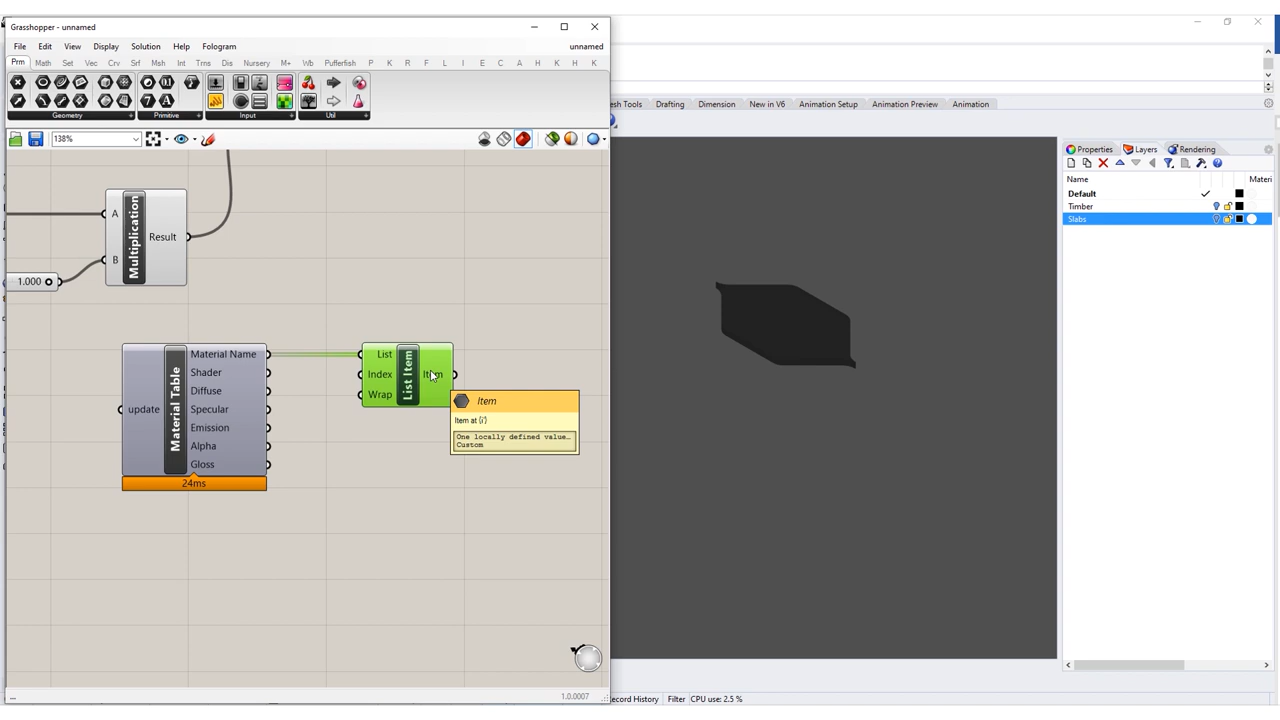 Grasshopper - unnamed
File Edit View Display Solution Help Fologram unnamed
Prm Math Set Vec Crv Srf Msh Int Trns Dis Nursery M+ Wb Pufferfish P K R F L I E C A H K H K
Geometry Primitive Input Util
esh Tools Drafting Dimension New in V6 Animation Setup Animation Preview Animation
138%
Properties Layers Rendering
Name Materi
Default
Timber
Slabs
A
B
Multiplication
Result
1.000
update
Material Table
Material Name
Shader
Diffuse
Specular
Emission
Alpha
Gloss
24ms
List
Index
Wrap
List Item
Item
Item
Item at {i'}
One locally defined value…
Custom
...
1.0.0007
ecord History Filter CPU use: 2.5 %